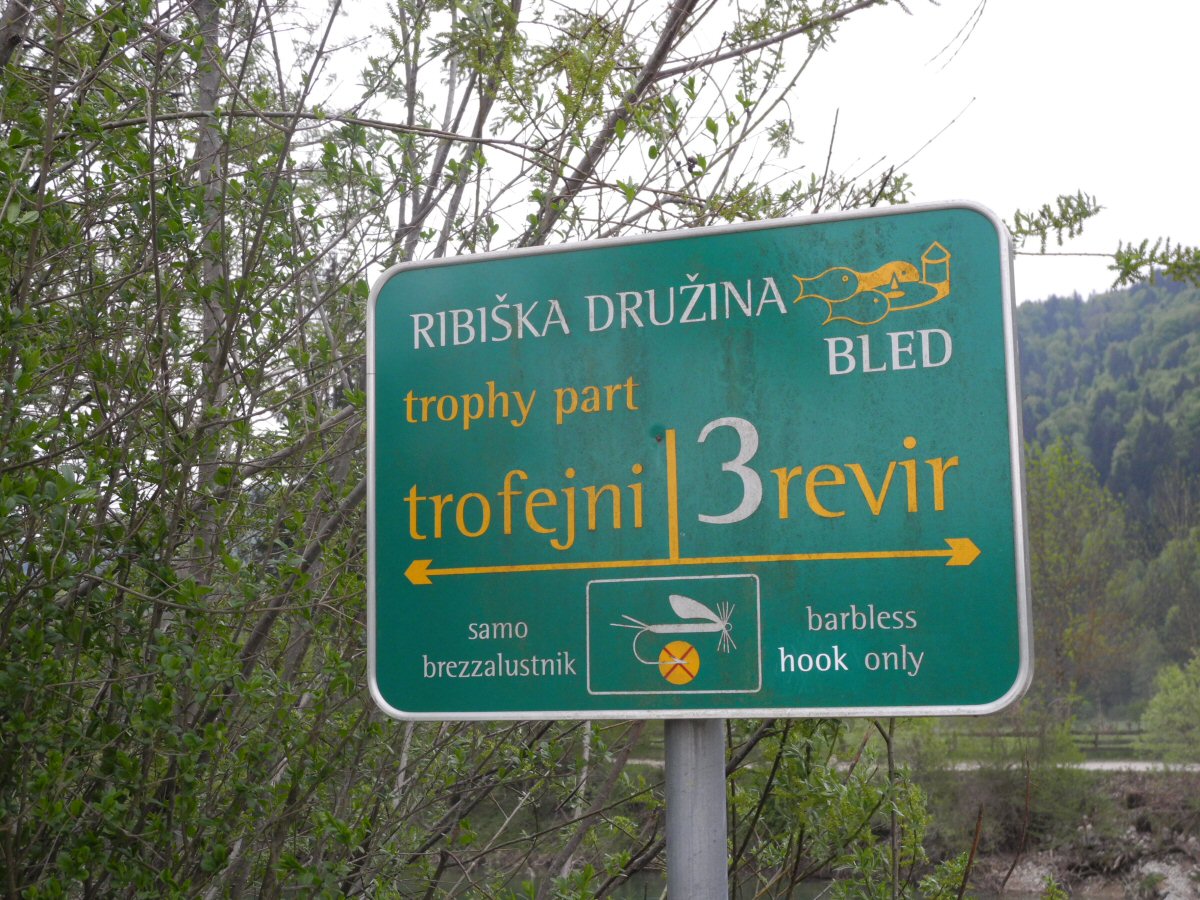 RIBIŠKA DRUŽINA
BLED
trophy part
trofejni 3 revir
samo
brezzalustnik
barbless
hook only